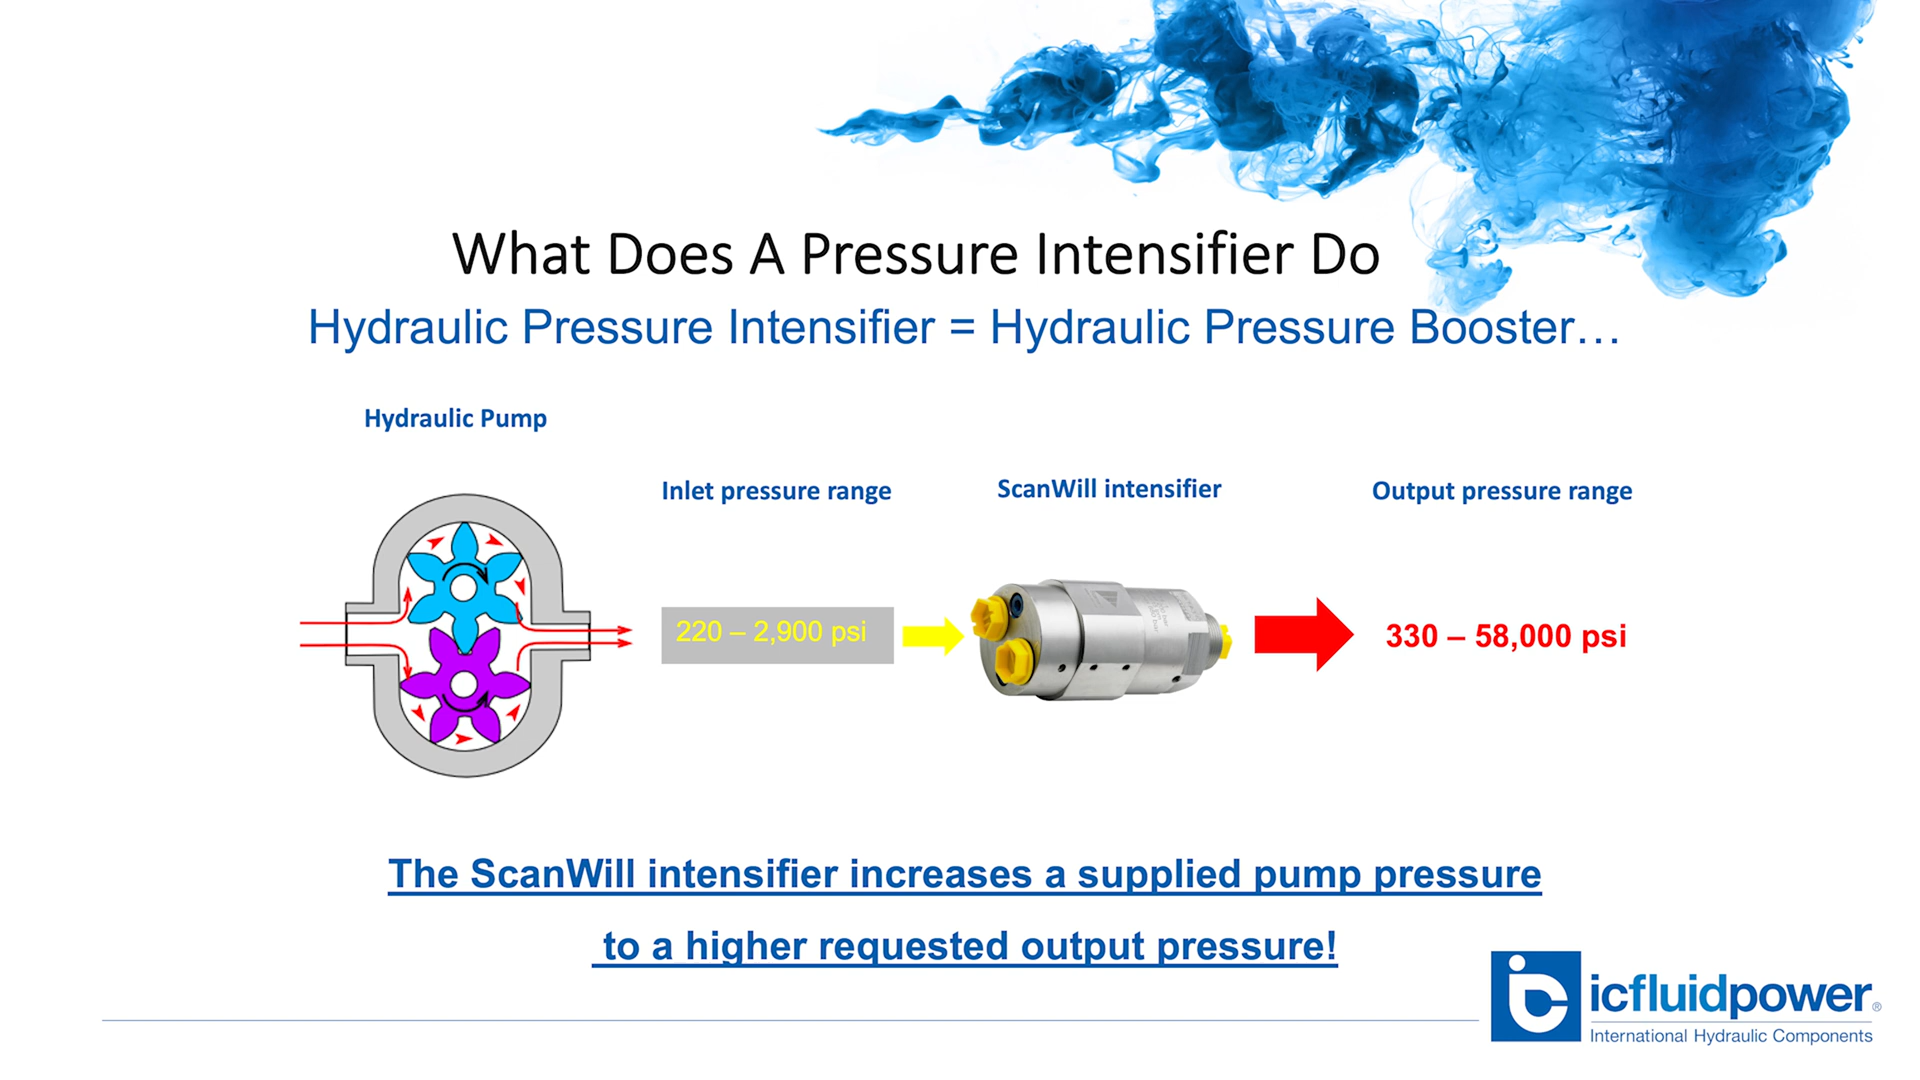 What Does A Pressure Intensifier Do
Hydraulic Pressure Intensifier = Hydraulic Pressure Booster…
Hydraulic Pump
Inlet pressure range
ScanWill intensifier
Output pressure range
220 – 2,900 psi
330 – 58,000 psi
The ScanWill intensifier increases a supplied pump pressure
to a higher requested output pressure!
icfluidpower®
International Hydraulic Components